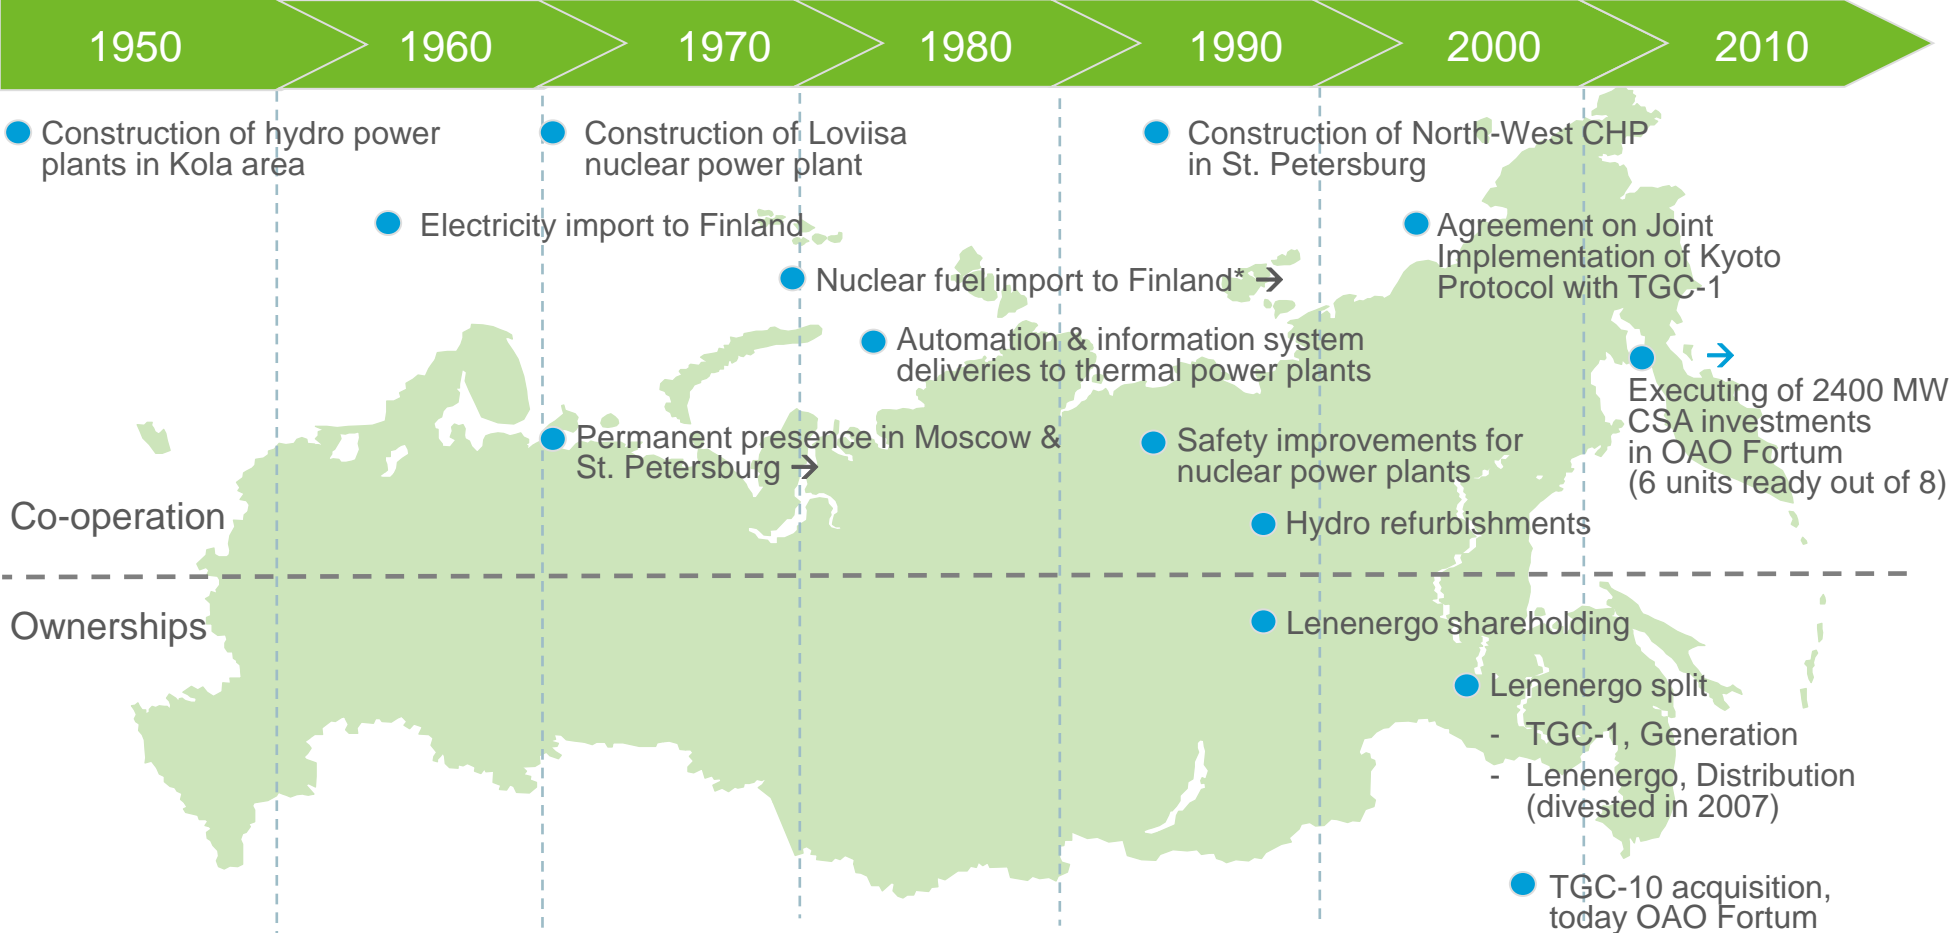 1950 1960 1970 1980 1990 2000 2010
Construction of hydro power
plants in Kola area
Construction of Loviisa
nuclear power plant
Construction of North-West CHP
in St. Petersburg
Electricity import to Finland
Agreement on Joint
Implementation of Kyoto
Protocol with TGC-1
Nuclear fuel import to Finland* →
Automation & information system
deliveries to thermal power plants
→
Executing of 2400 MW
CSA investments
in OAO Fortum
(6 units ready out of 8)
Permanent presence in Moscow &
St. Petersburg →
Safety improvements for
nuclear power plants
Co-operation
Hydro refurbishments
Ownerships
Lenenergo shareholding
Lenenergo split
- TGC-1, Generation
- Lenenergo, Distribution
(divested in 2007)
TGC-10 acquisition,
today OAO Fortum